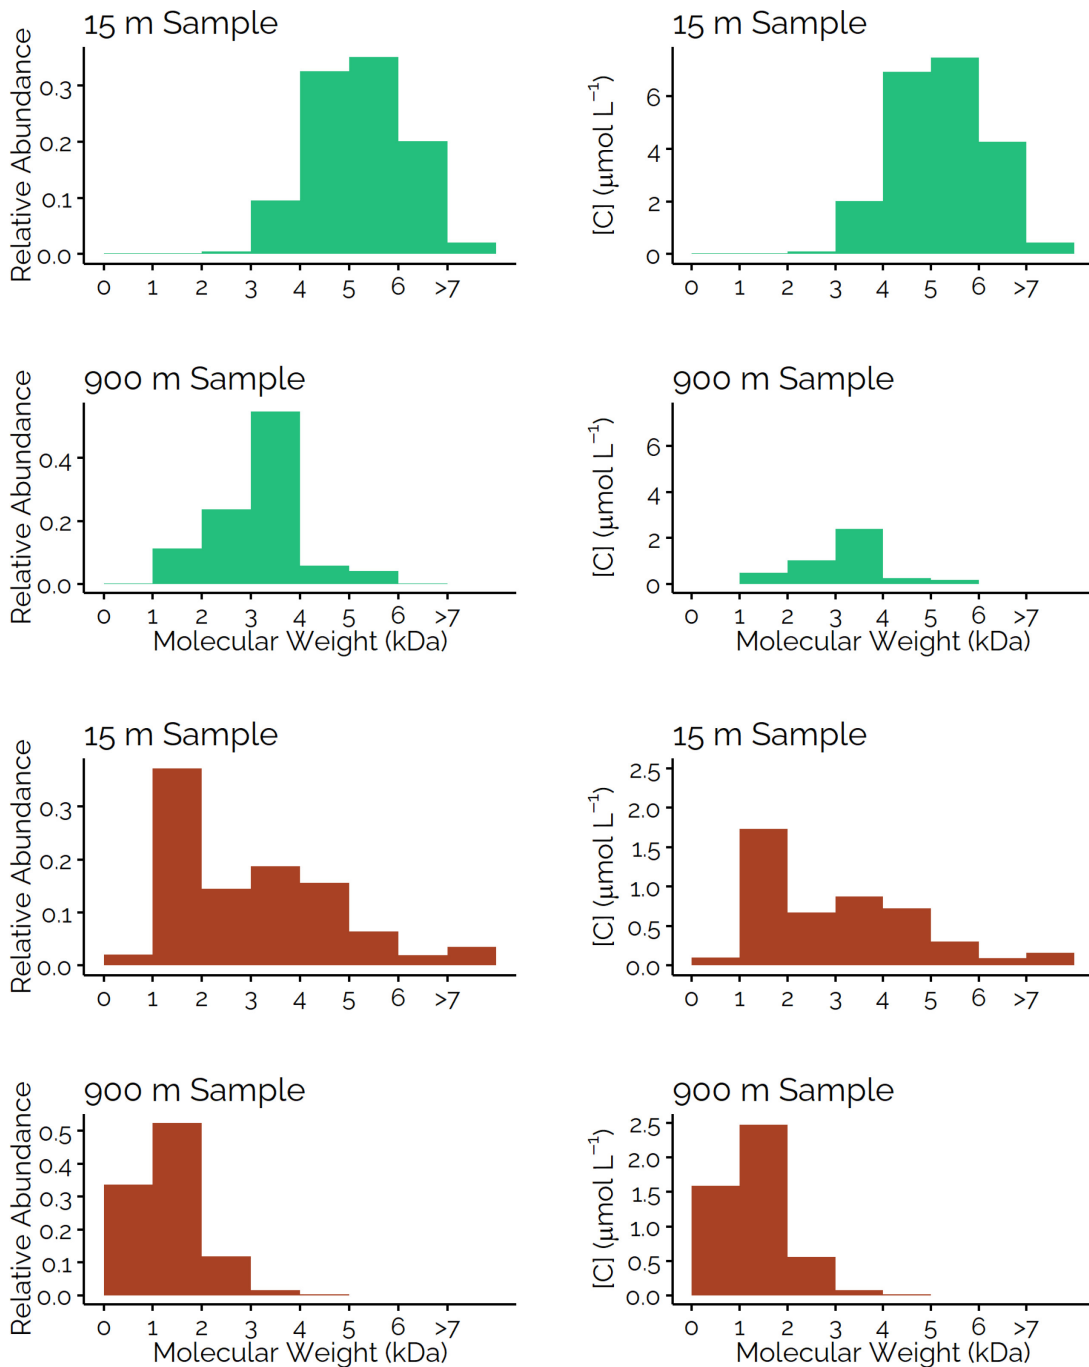 15 m Sample
Relative Abundance
0.3
0.2
0.1
0.0
0 1 2 3 4 5 6 >7
15 m Sample
[C] (μmol L⁻¹)
6
4
2
0
0 1 2 3 4 5 6 >7
900 m Sample
Relative Abundance
0.4
0.2
0.0
0 1 2 3 4 5 6 >7
Molecular Weight (kDa)
900 m Sample
[C] (μmol L⁻¹)
6
4
2
0
0 1 2 3 4 5 6 >7
Molecular Weight (kDa)
15 m Sample
Relative Abundance
0.3
0.2
0.1
0.0
0 1 2 3 4 5 6 >7
15 m Sample
[C] (μmol L⁻¹)
2.5
2.0
1.5
1.0
0.5
0.0
0 1 2 3 4 5 6 >7
900 m Sample
Relative Abundance
0.5
0.4
0.3
0.2
0.1
0.0
0 1 2 3 4 5 6 >7
Molecular Weight (kDa)
900 m Sample
[C] (μmol L⁻¹)
2.5
2.0
1.5
1.0
0.5
0.0
0 1 2 3 4 5 6 >7
Molecular Weight (kDa)